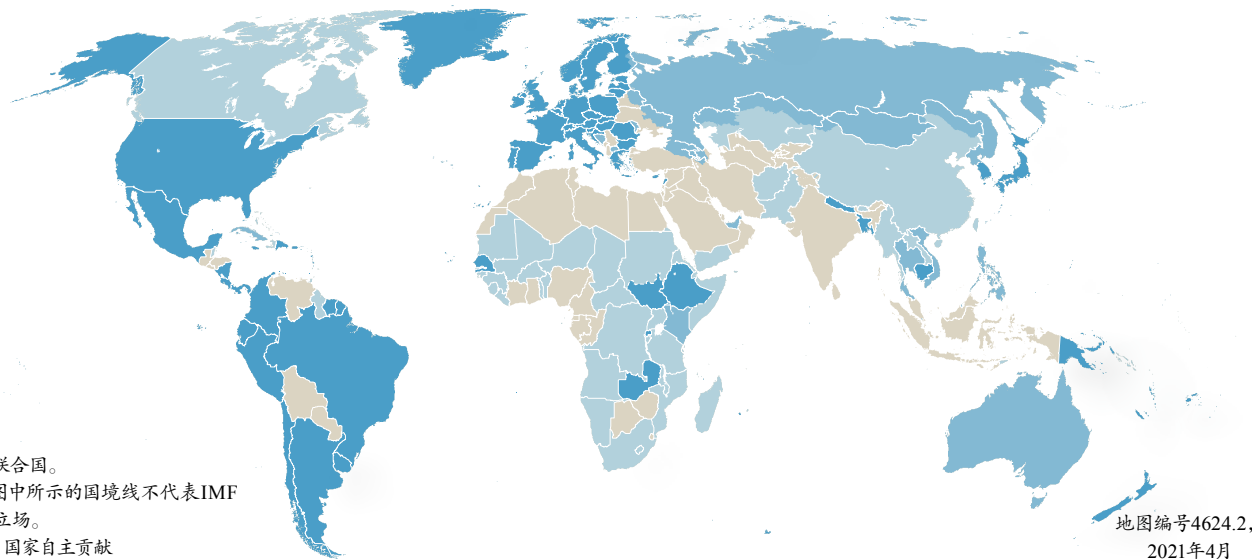 联合国。
图中所示的国境线不代表IMF
立场。
国家自主贡献
地图编号4624.2,
2021年4月